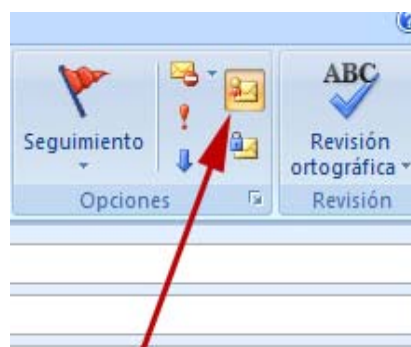 ABC
Seguimiento
Revisión
ortográfica
Opciones
Revisión